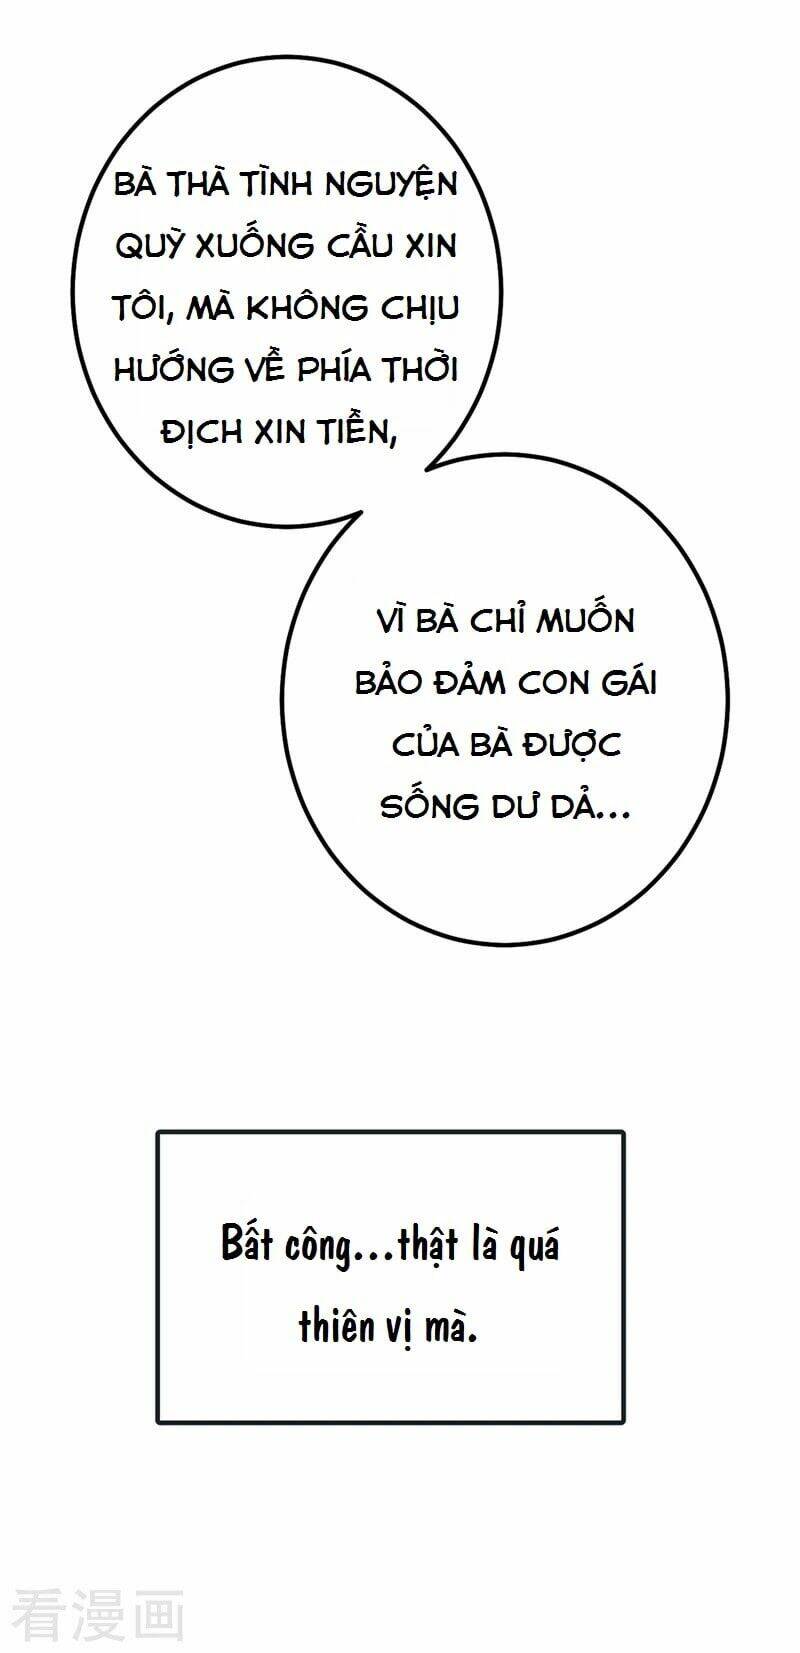 BÀ THÀ TÌNH NGUYỆN
QUỲ XUỐNG CẦU XIN
TÔI, MÀ KHÔNG CHỊU
HƯỚNG VỀ PHÍA THỜI
ĐỊCH XIN TIỀN,
VÌ BÀ CHỈ MUỐN
BẢO ĐẢM CON GÁI
CỦA BÀ ĐƯỢC
SỐNG DƯ DẢ...
Bất công...thật là quá
thiên vị mà.
看漫画